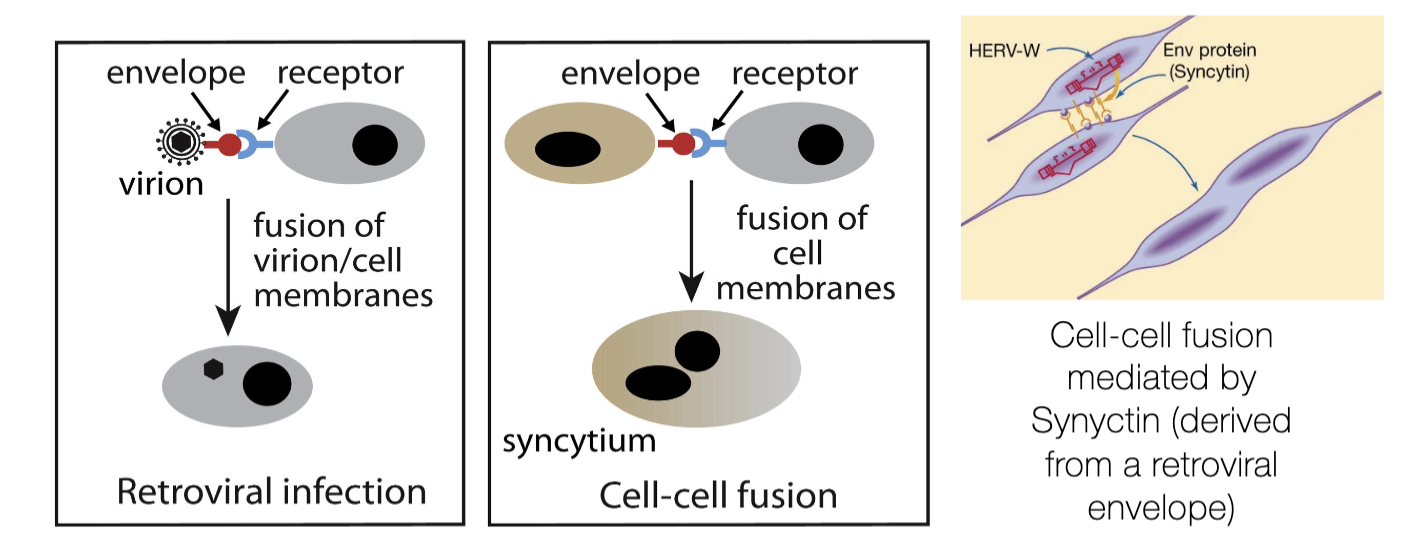 envelope receptor
virion
fusion of
virion/cell
membranes
Retroviral infection
envelope receptor
fusion of
cell
membranes
syncytium
Cell-cell fusion
HERV-W
Env protein
(Syncytin)
Cell-cell fusion
mediated by
Synyctin (derived
from a retroviral
envelope)